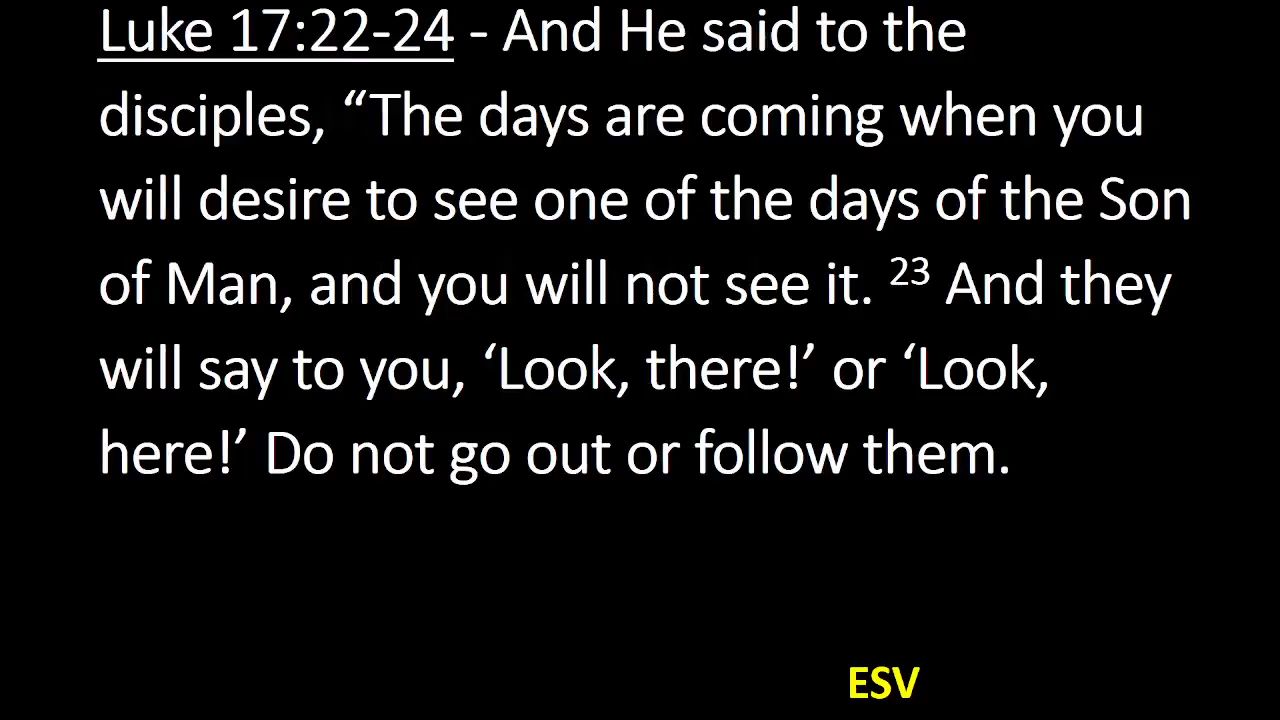 Luke 17:22-24 - And He said to the
disciples, “The days are coming when you
will desire to see one of the days of the Son
of Man, and you will not see it. ²³ And they
will say to you, ‘Look, there!’ or ‘Look,
here!’ Do not go out or follow them.
ESV